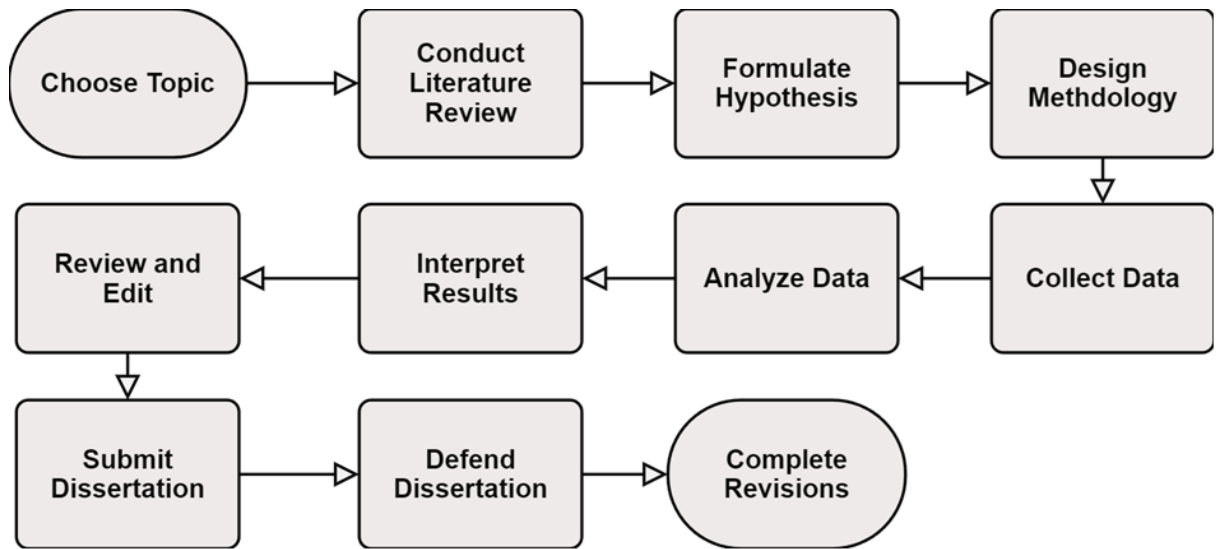 Choose Topic
Conduct
Literature
Review
Formulate
Hypothesis
Design
Methdology
Collect Data
Analyze Data
Interpret
Results
Review and
Edit
Submit
Dissertation
Defend
Dissertation
Complete
Revisions